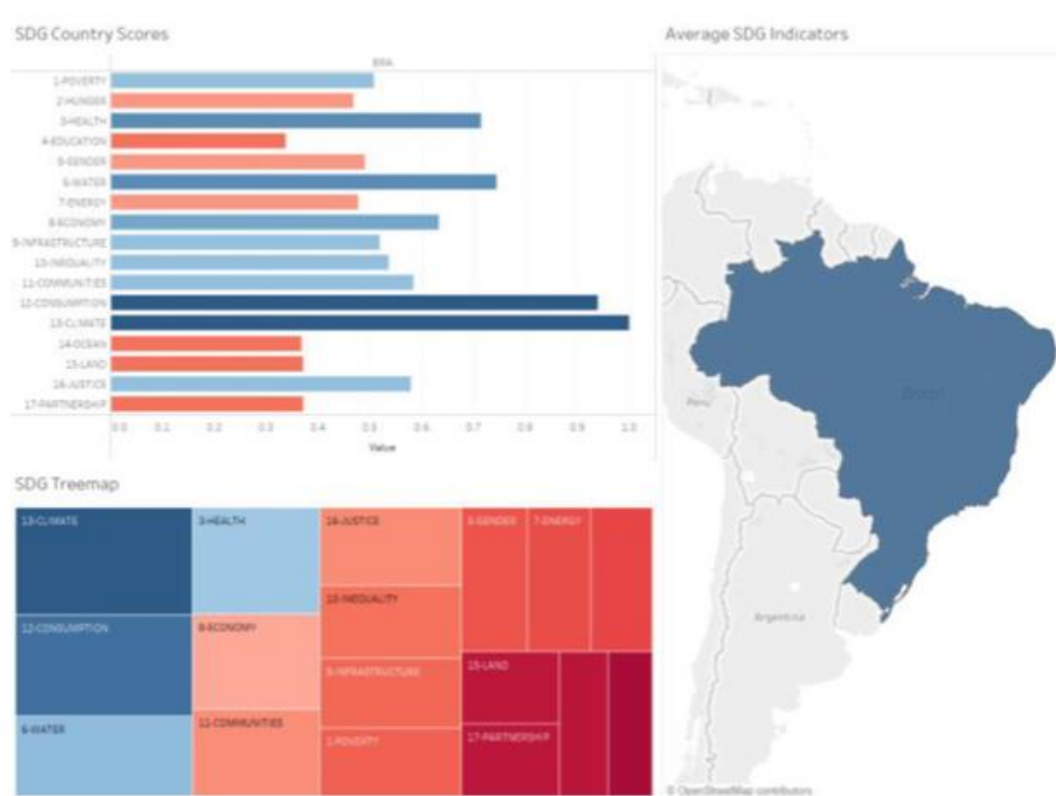 SDG Country Scores
BRA
1-POVERTY
2-HUNGER
3-HEALTH
4-EDUCATION
5-GENDER
6-WATER
7-ENERGY
8-ECONOMY
9-INFRASTRUCTURE
10-INEQUALITY
11-COMMUNITIES
12-CONSUMPTION
13-CLIMATE
14-OCEAN
15-LAND
16-JUSTICE
17-PARTNERSHIP
0.0 0.1 0.2 0.3 0.4 0.5 0.6 0.7 0.8 0.9 1.0
Value
SDG Treemap
13-CLIMATE
12-CONSUMPTION
6-WATER
3-HEALTH
8-ECONOMY
11-COMMUNITIES
16-JUSTICE
10-INEQUALITY
9-INFRASTRUCTURE
1-POVERTY
5-GENDER
7-ENERGY
15-LAND
17-PARTNERSHIP
Average SDG Indicators
Brazil
Peru
Argentina
© OpenStreetMap contributors